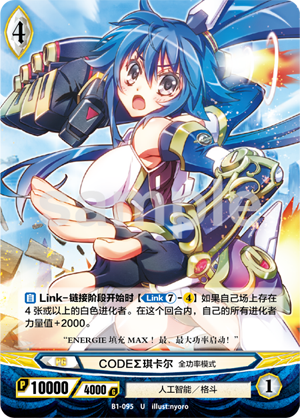 4
sample
自 Link-链接阶段开始时【Link 7-4】如果自己场上存在
4 张或以上的白色进化者。在这个回合内，自己的所有进化者
力量值+2000。
“ENERGIE 填充 MAX！最、最大功率启动！”
CODEΣ琪卡尔 全功率模式
P 10000 4000 G
人工智能／格斗
1
B1-095 U illust:nyoro